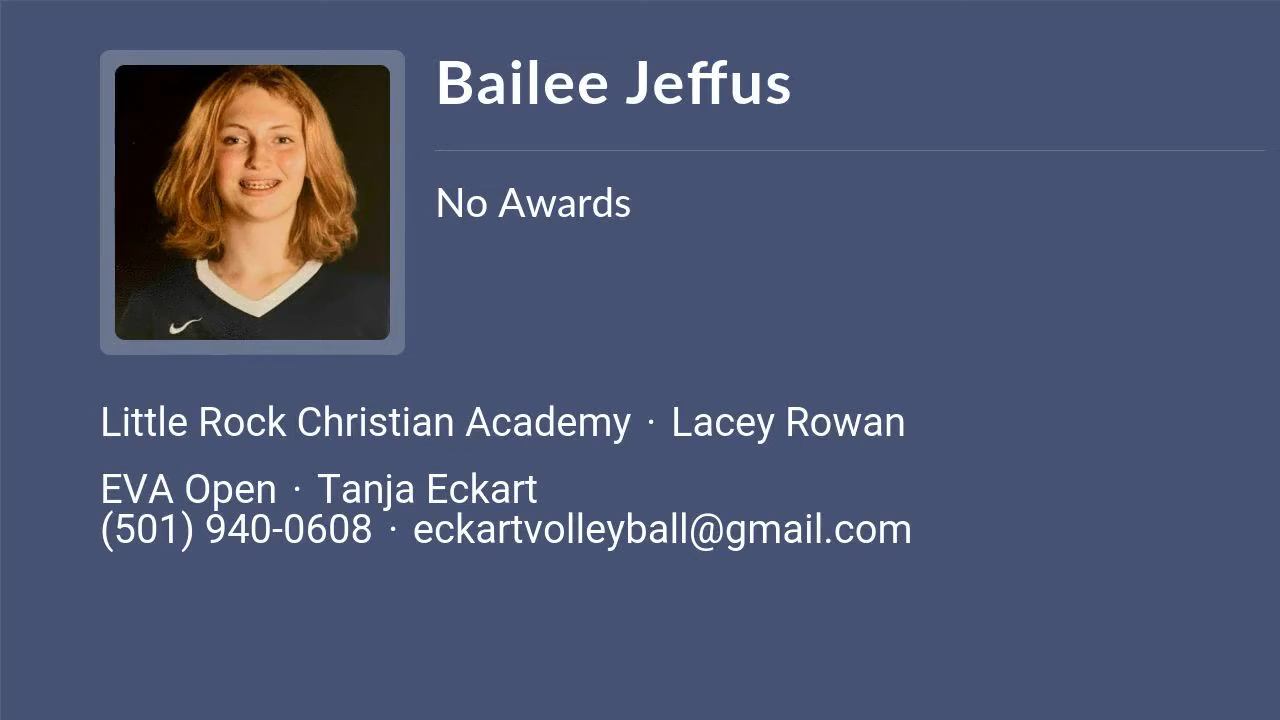 Bailee Jeffus
No Awards
Little Rock Christian Academy · Lacey Rowan
EVA Open · Tanja Eckart
(501) 940-0608 · eckartvolleyball@gmail.com